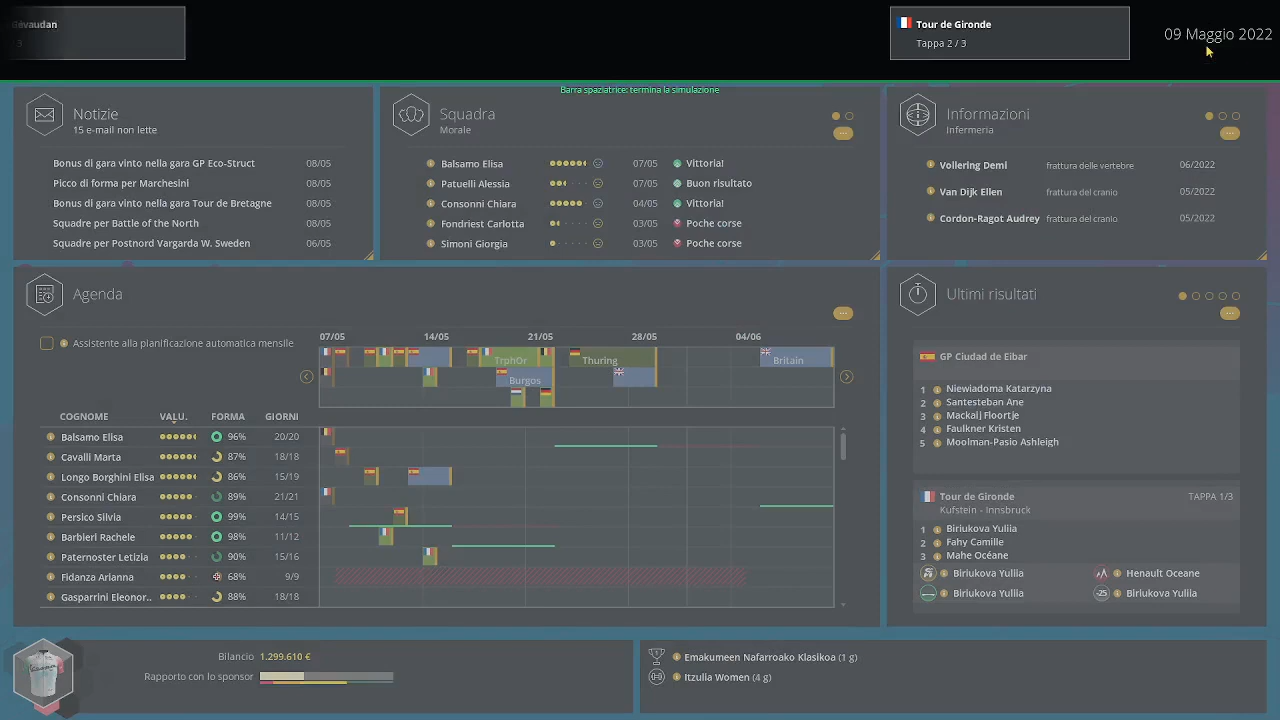 Gévaudan
3
Tour de Gironde
Tappa 2 / 3
09 Maggio 2022
Barra spaziatrice: termina la simulazione
Notizie
15 e-mail non lette
Bonus di gara vinto nella gara GP Eco-Struct 08/05
Picco di forma per Marchesini 08/05
Bonus di gara vinto nella gara Tour de Bretagne 08/05
Squadre per Battle of the North 08/05
Squadre per Postnord Vargarda W. Sweden 06/05
Squadra
Morale
Balsamo Elisa 07/05 Vittoria!
Patuelli Alessia 07/05 Buon risultato
Consonni Chiara 04/05 Vittoria!
Fondriest Carlotta 03/05 Poche corse
Simoni Giorgia 03/05 Poche corse
Informazioni
Infermeria
Vollering Demi frattura delle vertebre 06/2022
Van Dijk Ellen frattura del cranio 05/2022
Cordon-Ragot Audrey frattura del cranio 05/2022
Agenda
Assistente alla planificazione automatica mensile
07/05 14/05 21/05 28/05 04/06
TrphOr Thuring Britain
Burgos
COGNOME VALU. FORMA GIORNI
Balsamo Elisa 96% 20/20
Cavalli Marta 87% 18/18
Longo Borghini Elisa 86% 15/19
Consonni Chiara 89% 21/21
Persico Silvia 99% 14/15
Barbieri Rachele 98% 11/12
Paternoster Letizia 90% 15/16
Fidanza Arianna 68% 9/9
Gasparrini Eleonor.. 88% 18/18
Ultimi risultati
GP Ciudad de Eibar
1 Niewiadoma Katarzyna
2 Santesteban Ane
3 Mackaij Floortje
4 Faulkner Kristen
5 Moolman-Pasio Ashleigh
Tour de Gironde TAPPA 1/3
Kufstein - Innsbruck
1 Biriukova Yuliia
2 Fahy Camille
3 Mahe Océane
Biriukova Yuliia Henault Oceane
Biriukova Yuliia -25 Biriukova Yuliia
Bilancio 1.299.610 €
Rapporto con lo sponsor
Emakumeen Nafarroako Klasikoa (1 g)
Itzulia Women (4 g)